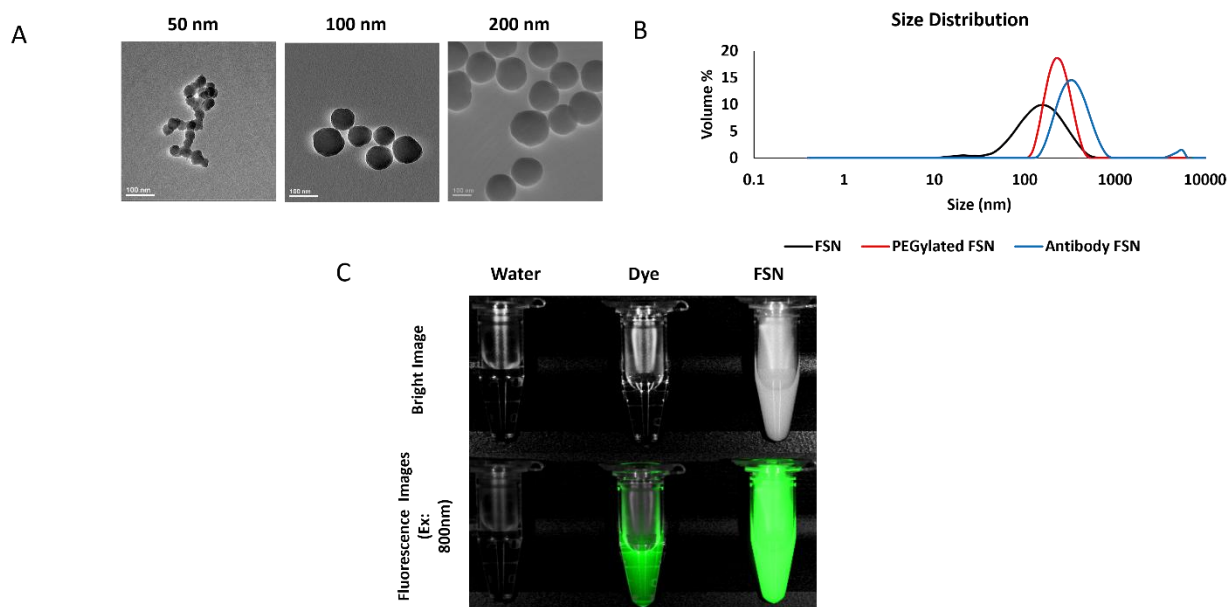 A
50 nm
100 nm
200 nm
100 nm
100 nm
100 nm
B
Size Distribution
Volume %
20
15
10
5
0
0.1
1
10
100
1000
10000
Size (nm)
FSN
PEGylated FSN
Antibody FSN
C
Water
Dye
FSN
Bright Image
Fluorescence Images
(Ex:
800nm)